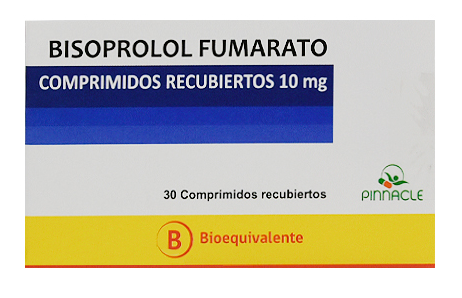 BISOPROLOL FUMARATO
COMPRIMIDOS RECUBIERTOS 10 mg
30 Comprimidos recubiertos
PINNACLE
B Bioequivalente